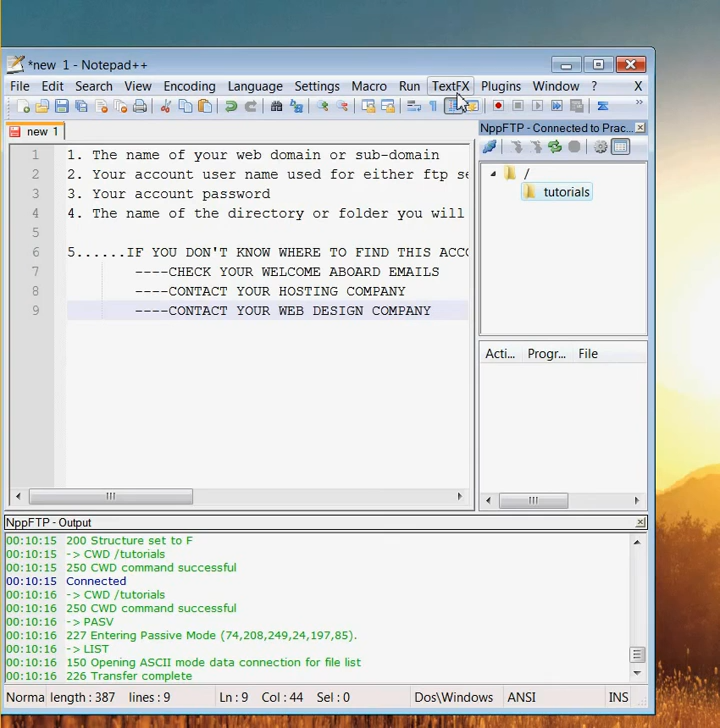 *new 1 - Notepad++
File Edit Search View Encoding Language Settings Macro Run TextFX Plugins Window ? X
new 1
NppFTP - Connected to Prac...
1 1. The name of your web domain or sub-domain
2 2. Your account user name used for either ftp se
3 3. Your account password
4 4. The name of the directory or folder you will
5
6 5......IF YOU DON'T KNOW WHERE TO FIND THIS ACCO
7 ----CHECK YOUR WELCOME ABOARD EMAILS
8 ----CONTACT YOUR HOSTING COMPANY
9 ----CONTACT YOUR WEB DESIGN COMPANY
/
tutorials
Acti... Progr... File
NppFTP - Output
00:10:15 200 Structure set to F
00:10:15 -> CWD /tutorials
00:10:15 250 CWD command successful
00:10:15 Connected
00:10:16 -> CWD /tutorials
00:10:16 250 CWD command successful
00:10:16 -> PASV
00:10:16 227 Entering Passive Mode (74,208,249,24,197,85).
00:10:16 -> LIST
00:10:16 150 Opening ASCII mode data connection for file list
00:10:16 226 Transfer complete
Norma length : 387 lines : 9 Ln : 9 Col : 44 Sel : 0 Dos\Windows ANSI INS